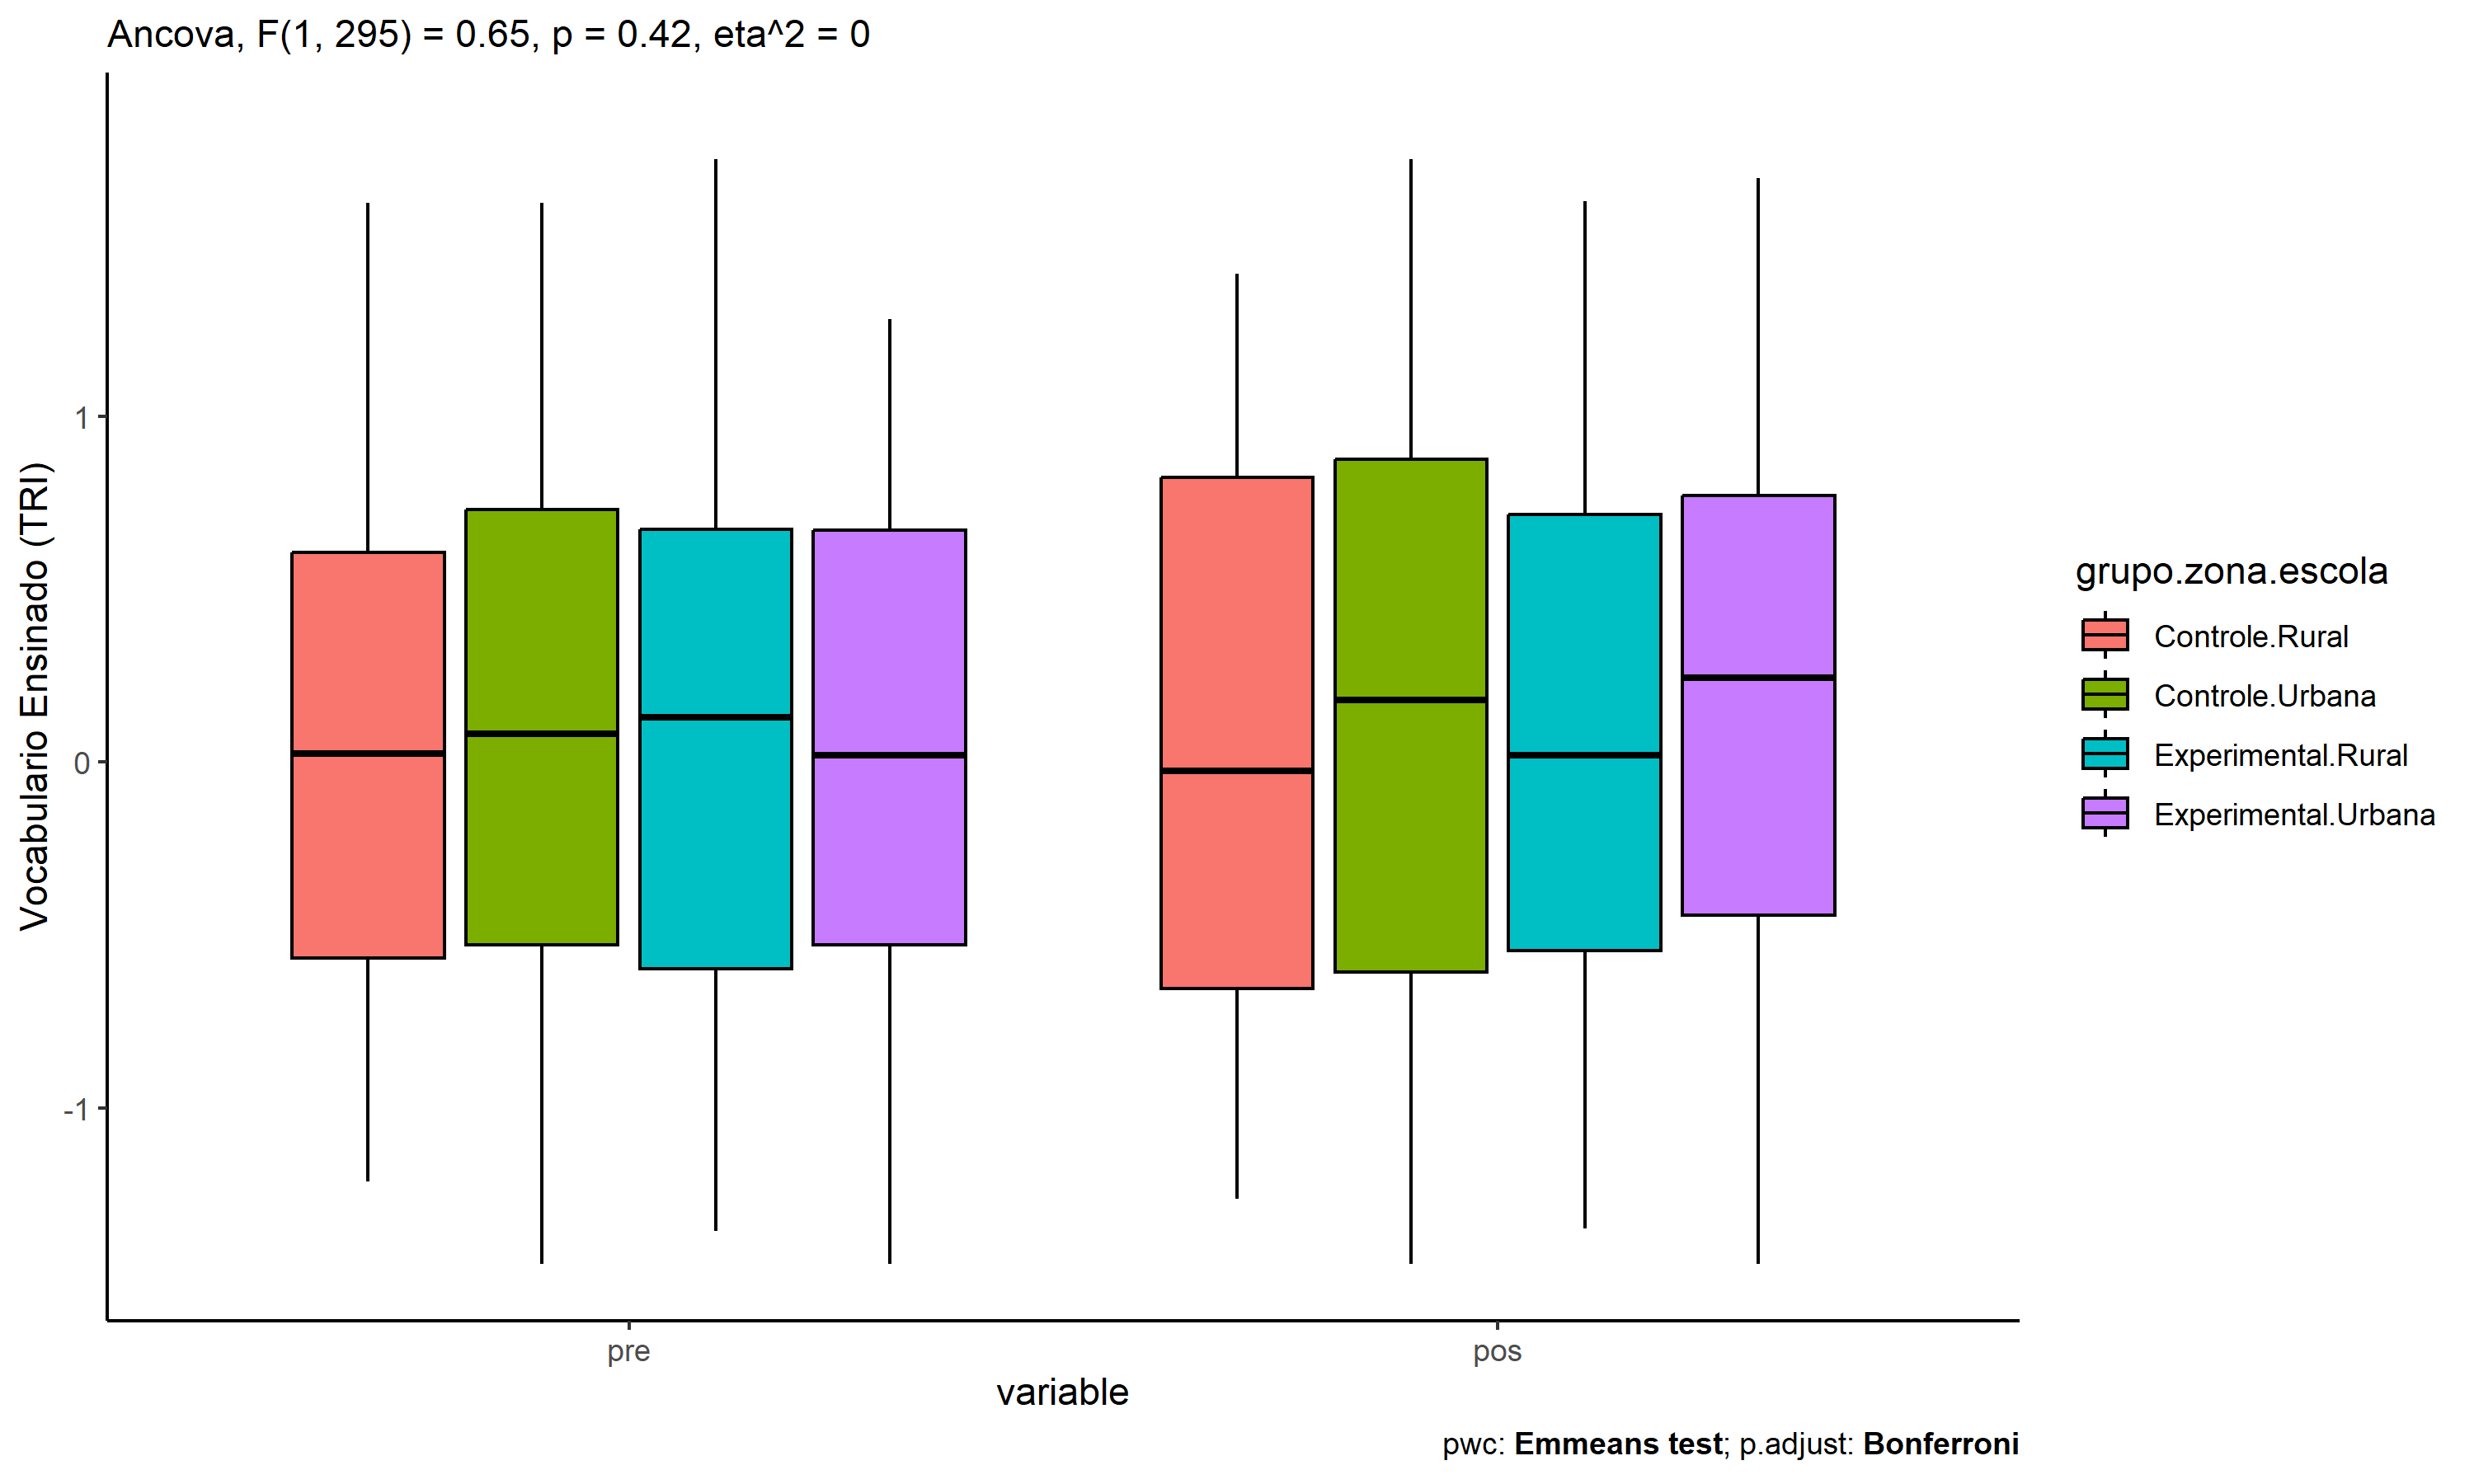 Ancova, F(1, 295) = 0.65, p = 0.42, eta^2 = 0
Vocabulario Ensinado (TRI)
1
0
-1
pre
pos
variable
grupo.zona.escola
Controle.Rural
Controle.Urbana
Experimental.Rural
Experimental.Urbana
pwc: Emmeans test; p.adjust: Bonferroni